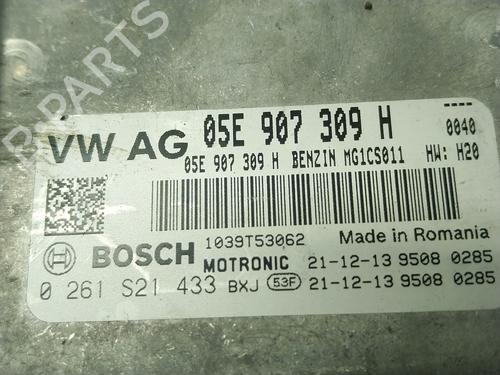 B-PARTS
VW AG 05E 907 309 H 0040
05E 907 309 H BENZIN MG1CS011 HW: H20
BOSCH 1039T53062 Made in Romania
MOTRONIC 21-12-13 9508 0285
0 261 S21 433 BXJ 53F 21-12-13 9508 0285